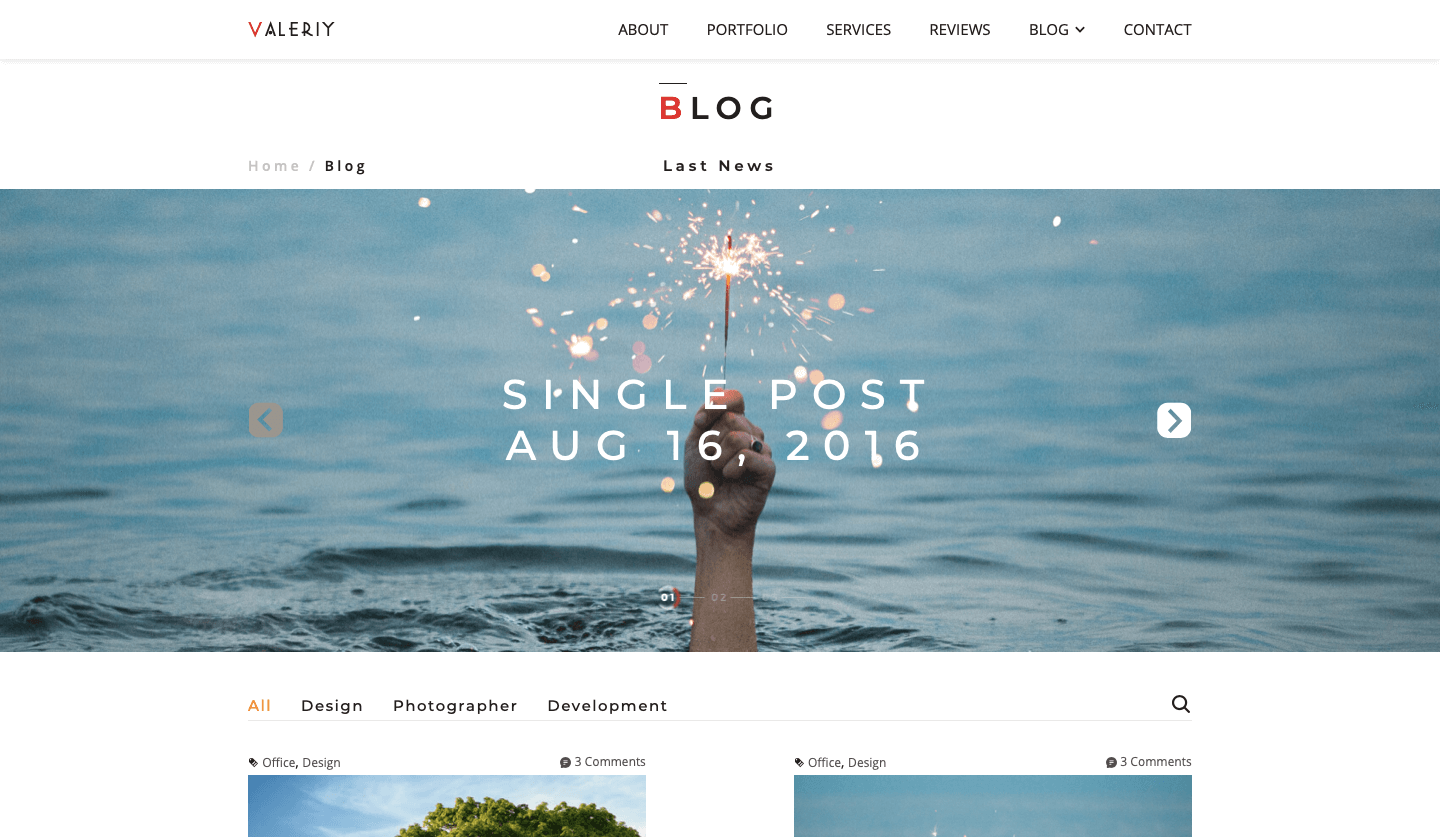 VALERIY
ABOUT PORTFOLIO SERVICES REVIEWS BLOG CONTACT
BLOG
Home / Blog
Last News
SINGLE POST
AUG 16, 2016
01 02
All Design Photographer Development
Office, Design
3 Comments
Office, Design
3 Comments